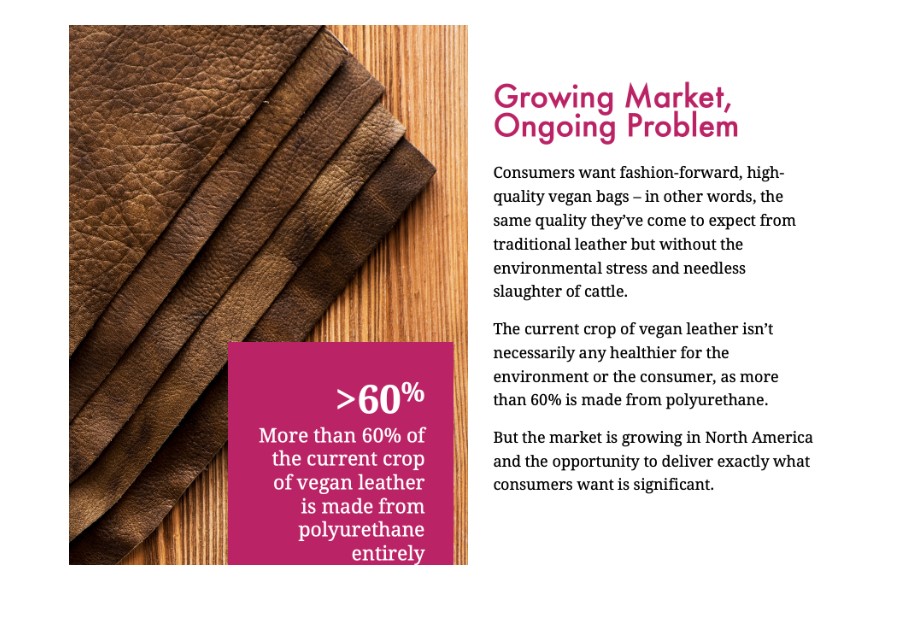 Growing Market,
Ongoing Problem
Consumers want fashion-forward, high-
quality vegan bags – in other words, the
same quality they’ve come to expect from
traditional leather but without the
environmental stress and needless
slaughter of cattle.
The current crop of vegan leather isn’t
necessarily any healthier for the
environment or the consumer, as more
than 60% is made from polyurethane.
But the market is growing in North America
and the opportunity to deliver exactly what
consumers want is significant.
>60%
More than 60% of
the current crop
of vegan leather
is made from
polyurethane
entirely